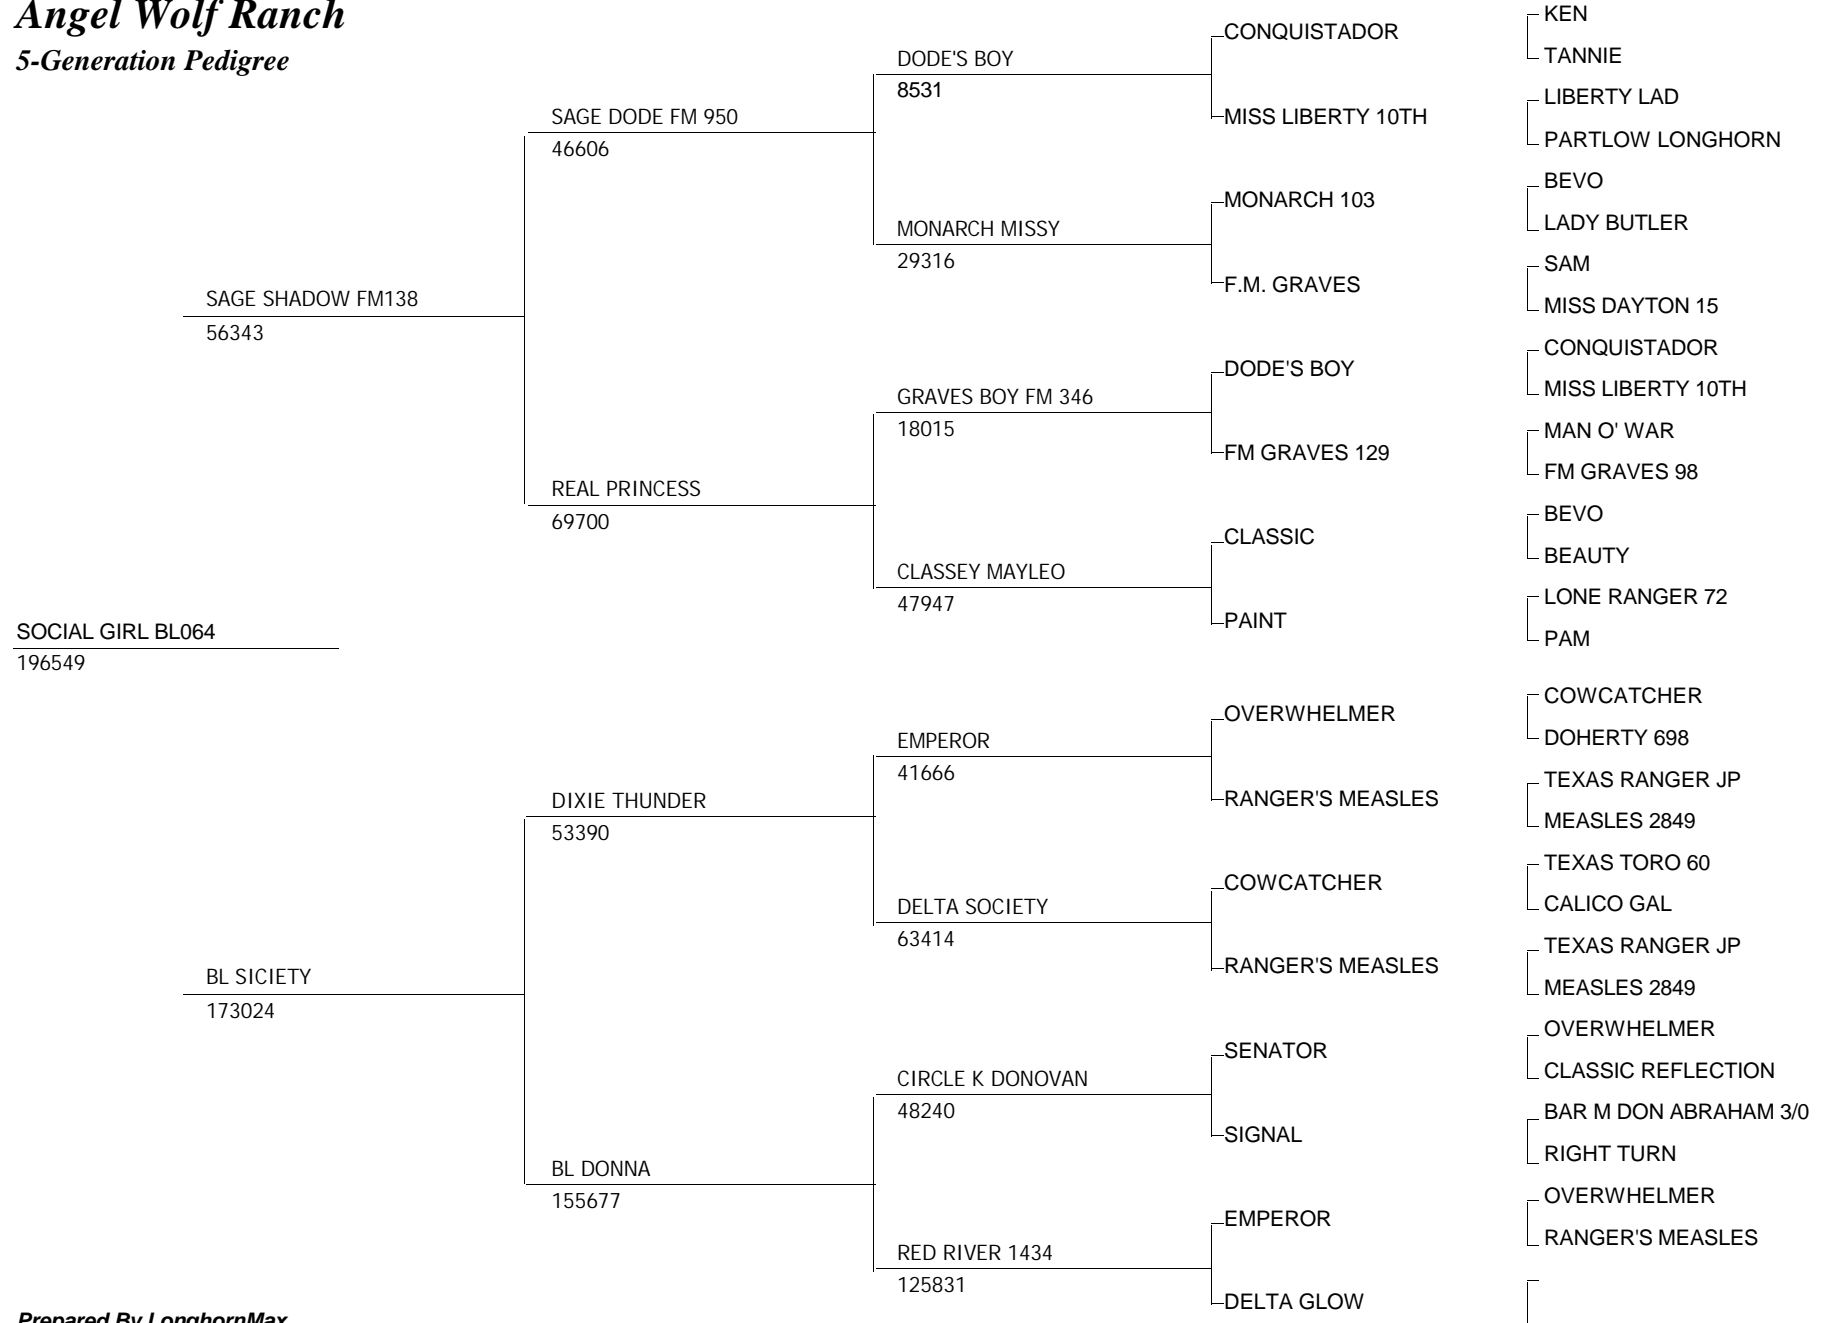 Angel Wolf Ranch
5-Generation Pedigree
SOCIAL GIRL BL064
196549
SAGE SHADOW FM138
56343
BL SICIETY
173024
SAGE DODE FM 950
46606
REAL PRINCESS
69700
DIXIE THUNDER
53390
BL DONNA
155677
DODE'S BOY
8531
MONARCH MISSY
29316
GRAVES BOY FM 346
18015
CLASSEY MAYLEO
47947
EMPEROR
41666
DELTA SOCIETY
63414
CIRCLE K DONOVAN
48240
RED RIVER 1434
125831
CONQUISTADOR
MISS LIBERTY 10TH
MONARCH 103
F.M. GRAVES
DODE'S BOY
FM GRAVES 129
CLASSIC
PAINT
OVERWHELMER
RANGER'S MEASLES
COWCATCHER
RANGER'S MEASLES
SENATOR
SIGNAL
EMPEROR
DELTA GLOW
KEN
TANNIE
LIBERTY LAD
PARTLOW LONGHORN
BEVO
LADY BUTLER
SAM
MISS DAYTON 15
CONQUISTADOR
MISS LIBERTY 10TH
MAN O' WAR
FM GRAVES 98
BEVO
BEAUTY
LONE RANGER 72
PAM
COWCATCHER
DOHERTY 698
TEXAS RANGER JP
MEASLES 2849
TEXAS TORO 60
CALICO GAL
TEXAS RANGER JP
MEASLES 2849
OVERWHELMER
CLASSIC REFLECTION
BAR M DON ABRAHAM 3/0
RIGHT TURN
OVERWHELMER
RANGER'S MEASLES
Prepared By LonghornMax